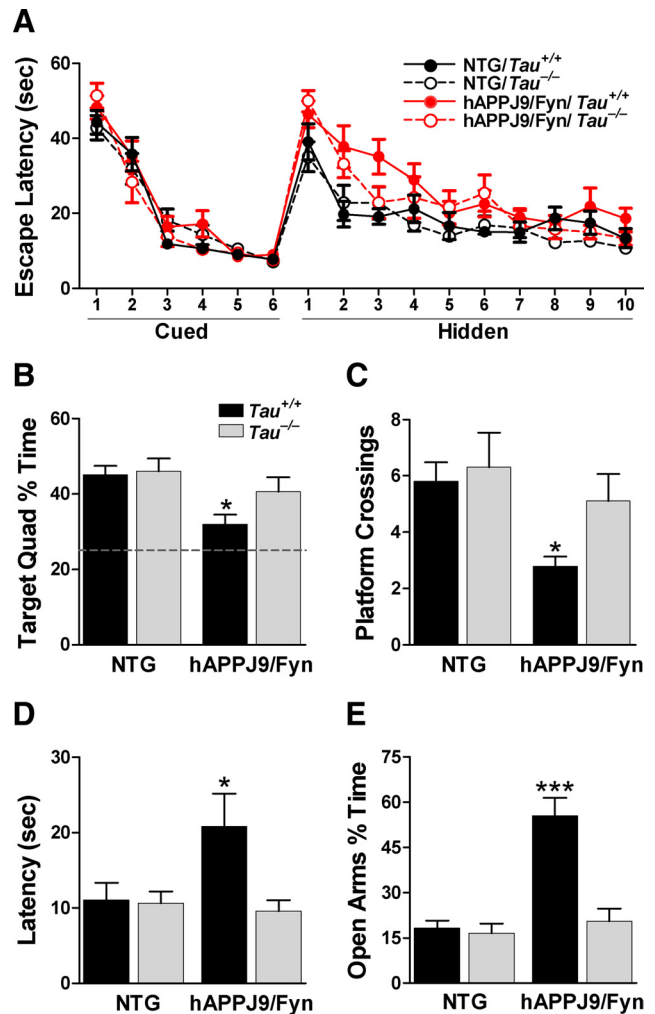 A
Escape Latency (sec)
60
40
20
0
NTG/Tau+/+
NTG/Tau–/–
hAPPJ9/Fyn/ Tau+/+
hAPPJ9/Fyn/ Tau–/–
1 2 3 4 5 6 1 2 3 4 5 6 7 8 9 10
Cued Hidden
B
Target Quad % Time
60
40
20
0
Tau+/+
Tau–/–
*
NTG hAPPJ9/Fyn
C
Platform Crossings
8
6
4
2
0
*
NTG hAPPJ9/Fyn
D
Latency (sec)
30
20
10
0
*
NTG hAPPJ9/Fyn
E
Open Arms % Time
75
60
45
30
15
0
***
NTG hAPPJ9/Fyn